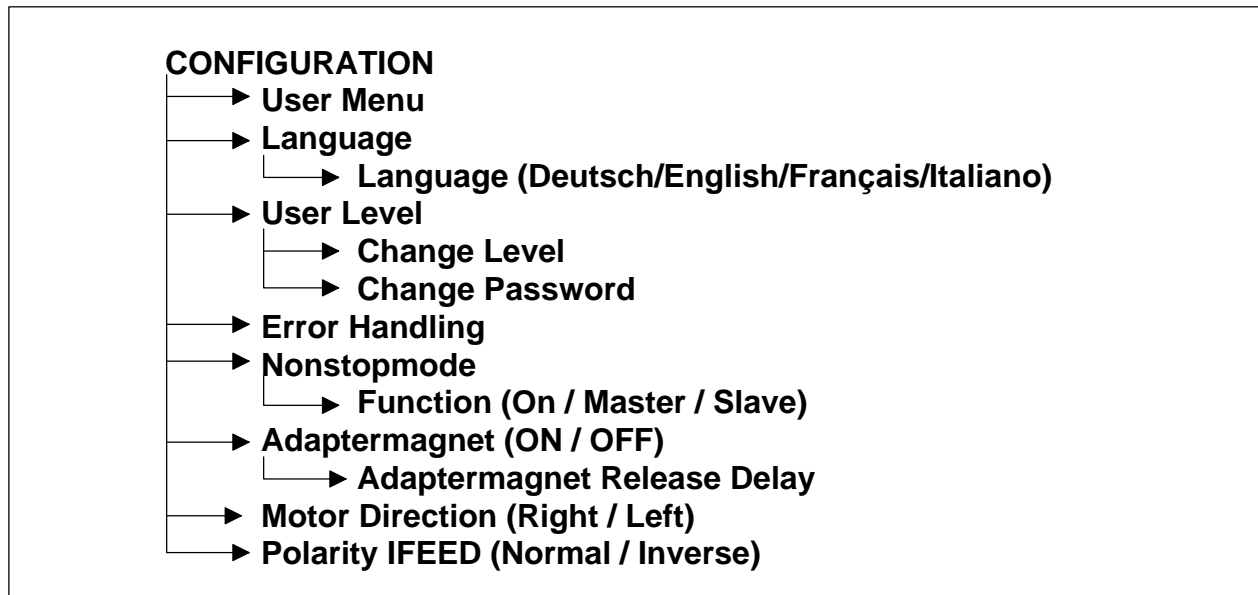 CONFIGURATION
User Menu
Language
Language (Deutsch/English/Français/Italiano)
User Level
Change Level
Change Password
Error Handling
Nonstopmode
Function (On / Master / Slave)
Adaptermagnet (ON / OFF)
Adaptermagnet Release Delay
Motor Direction (Right / Left)
Polarity IFEED (Normal / Inverse)